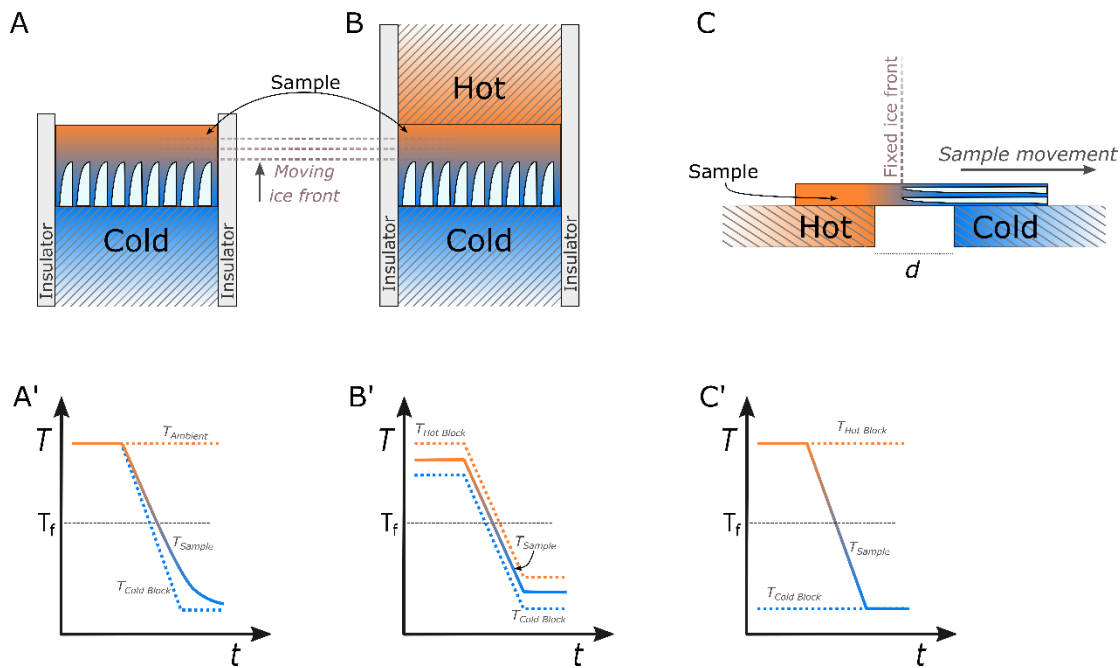 A
B
C
Sample
Hot
Moving
ice front
Cold
Cold
Insulator
Insulator
Insulator
Insulator
Fixed ice front
Sample movement
Sample
Hot
Cold
d
A'
B'
C'
T
T_Ambient
T_f
T_Sample
T_Cold Block
t
T
T_Hot Block
T_f
T_Sample
T_Cold Block
t
T
T_Hot Block
T_f
T_Sample
T_Cold Block
t